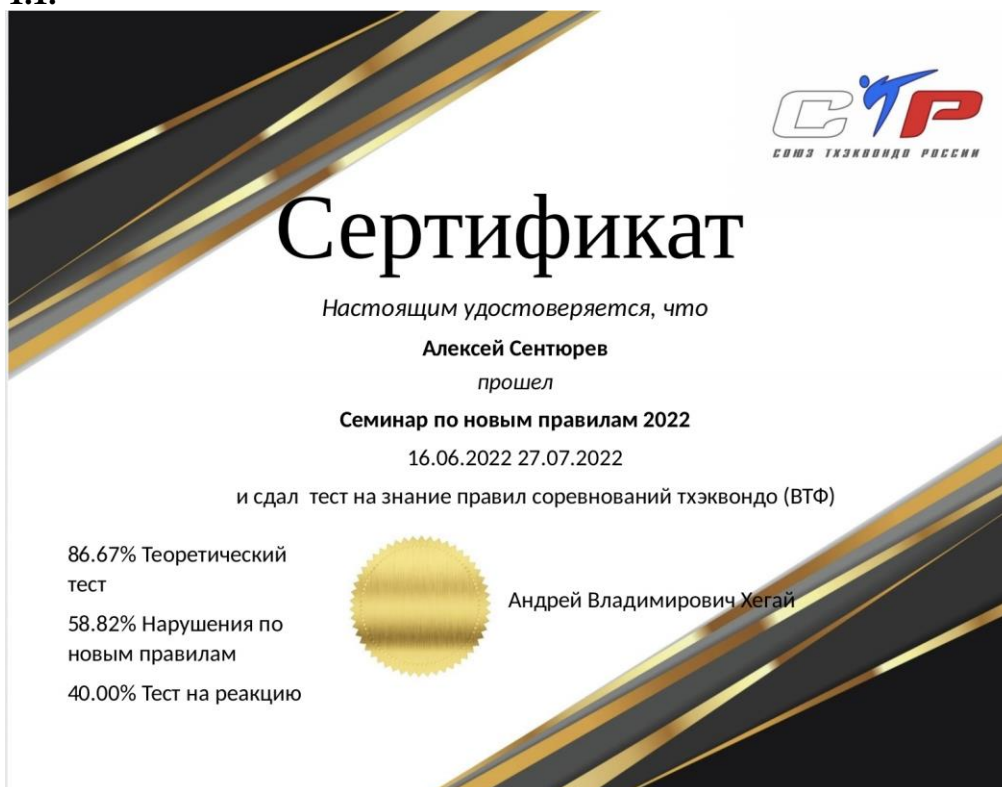 СТР
СОЮЗ ТХЭКВОНДО РОССИИ
Сертификат
Настоящим удостоверяется, что
Алексей Сентюрев
прошел
Семинар по новым правилам 2022
16.06.2022 27.07.2022
и сдал тест на знание правил соревнований тхэквондо (ВТФ)
86.67% Теоретический
тест
58.82% Нарушения по
новым правилам
40.00% Тест на реакцию
Андрей Владимирович Хегай